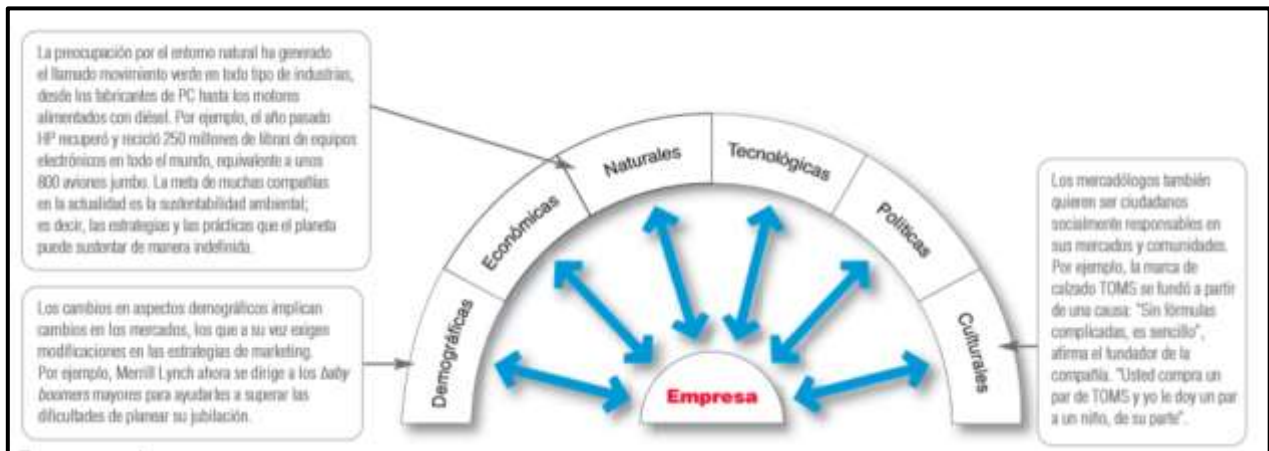 La preocupación por el entorno natural ha generado
el llamado movimiento verde en todo tipo de industrias,
desde los fabricantes de PC hasta los motores
alimentados con diésel. Por ejemplo, el año pasado
HP recuperó y recicló 250 millones de libras de equipos
electrónicos en todo el mundo, equivalente a unos
800 aviones jumbo. La meta de muchas compañías
en la actualidad es la sustentabilidad ambiental;
es decir, las estrategias y las prácticas que el planeta
puede sustentar de manera indefinida.
Los cambios en aspectos demográficos implican
cambios en los mercados, los que a su vez exigen
modificaciones en las estrategias de marketing.
Por ejemplo, Merrill Lynch ahora se dirige a los baby
boomers mayores para ayudarles a superar las
dificultades de planear su jubilación.
Demográficas
Económicas
Naturales
Tecnológicas
Políticas
Culturales
Empresa
Los mercadólogos también
quieren ser ciudadanos
socialmente responsables en
sus mercados y comunidades.
Por ejemplo, la marca de
calzado TOMS se fundó a partir
de una causa: "Sin fórmulas
complicadas, es sencillo",
afirma el fundador de la
compañía. "Usted compra un
par de TOMS y yo le doy un par
a un niño, de su parte".